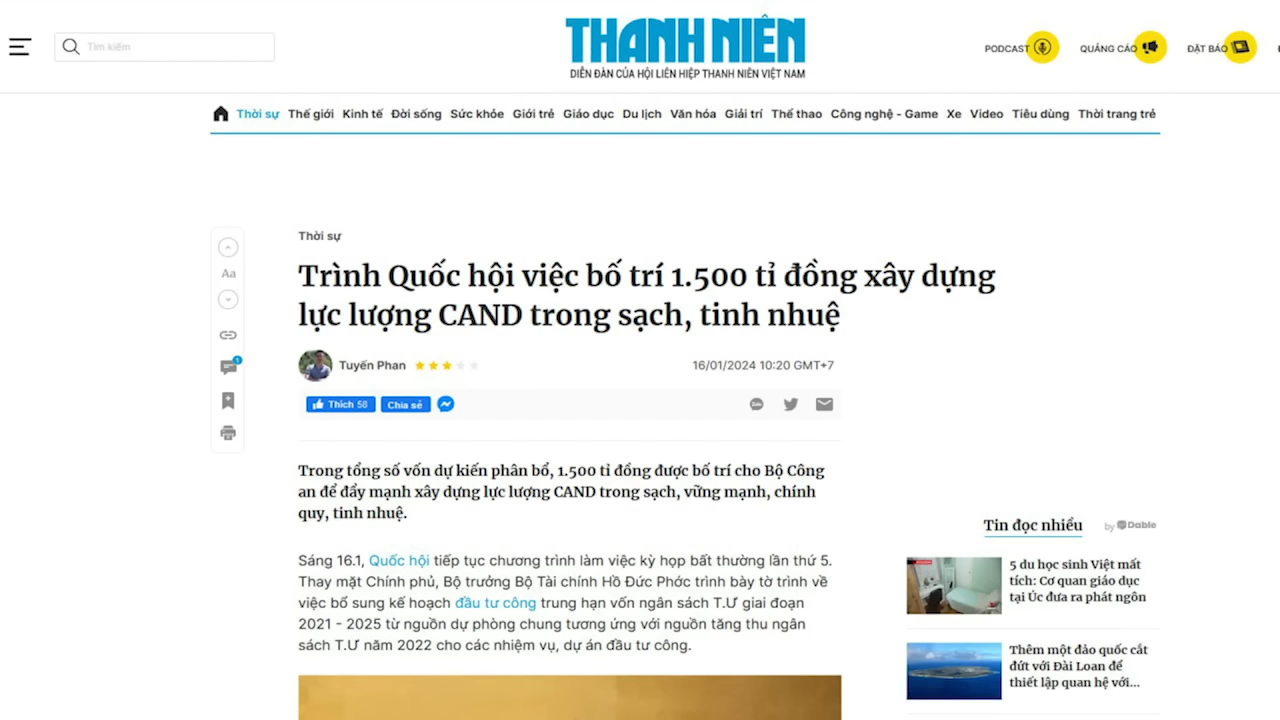 Tìm kiếm
THANH NIÊN
DIỄN ĐÀN CỦA HỘI LIÊN HIỆP THANH NIÊN VIỆT NAM
PODCAST
QUẢNG CÁO
ĐẶT BÁO
Thời sự Thế giới Kinh tế Đời sống Sức khỏe Giới trẻ Giáo dục Du lịch Văn hóa Giải trí Thể thao Công nghệ - Game Xe Video Tiêu dùng Thời trang trẻ
Aa
1
Thời sự
Trình Quốc hội việc bố trí 1.500 tỉ đồng xây dựng
lực lượng CAND trong sạch, tinh nhuệ
Tuyến Phan
16/01/2024 10:20 GMT+7
Thích 58
Chia sẻ
Zalo
Trong tổng số vốn dự kiến phân bổ, 1.500 tỉ đồng được bố trí cho Bộ Công
an để đẩy mạnh xây dựng lực lượng CAND trong sạch, vững mạnh, chính
quy, tinh nhuệ.
Sáng 16.1, Quốc hội tiếp tục chương trình làm việc kỳ họp bất thường lần thứ 5.
Thay mặt Chính phủ, Bộ trưởng Bộ Tài chính Hồ Đức Phớc trình bày tờ trình về
việc bổ sung kế hoạch đầu tư công trung hạn vốn ngân sách T.Ư giai đoạn
2021 - 2025 từ nguồn dự phòng chung tương ứng với nguồn tăng thu ngân
sách T.Ư năm 2022 cho các nhiệm vụ, dự án đầu tư công.
Tin đọc nhiều
by Dable
5 du học sinh Việt mất
tích: Cơ quan giáo dục
tại Úc đưa ra phát ngôn
Thêm một đảo quốc cắt
đứt với Đài Loan để
thiết lập quan hệ với...